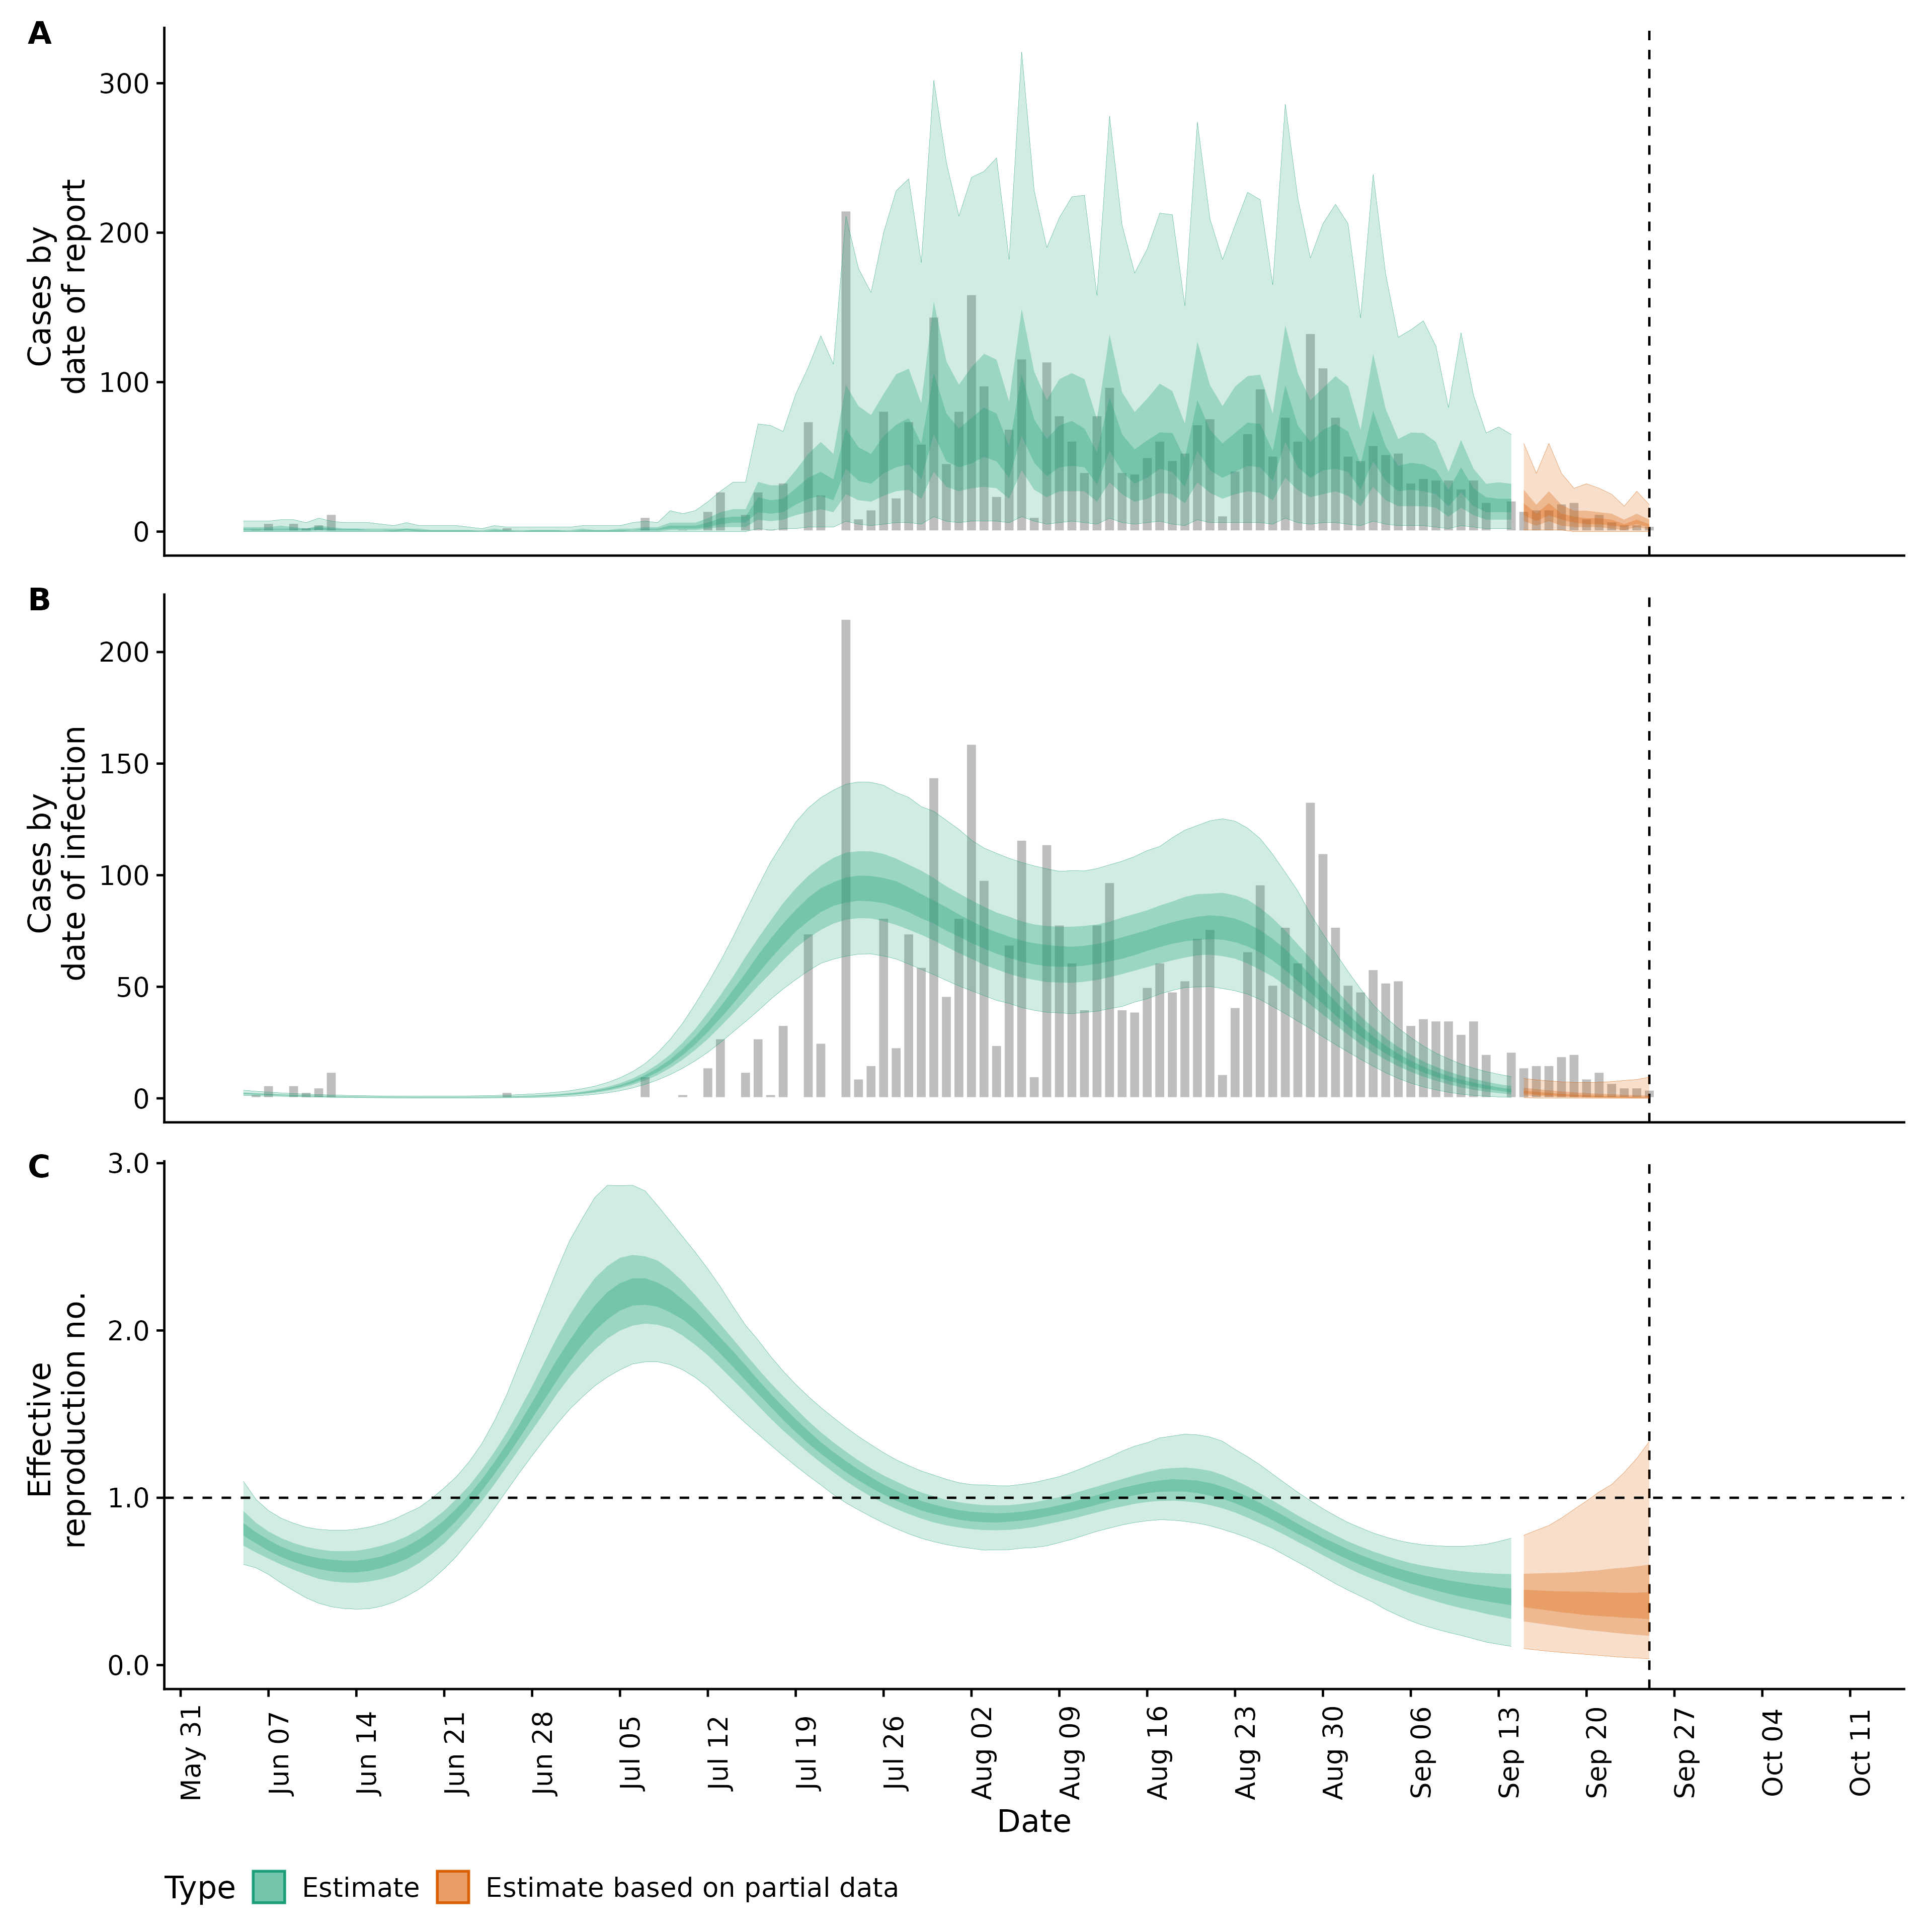 A
Cases by
date of report
300
200
100
0
B
Cases by
date of infection
200
150
100
50
0
C
Effective
reproduction no.
3.0
2.0
1.0
0.0
May 31
Jun 07
Jun 14
Jun 21
Jun 28
Jul 05
Jul 12
Jul 19
Jul 26
Aug 02
Aug 09
Aug 16
Aug 23
Aug 30
Sep 06
Sep 13
Sep 20
Sep 27
Oct 04
Oct 11
Date
Type Estimate Estimate based on partial data